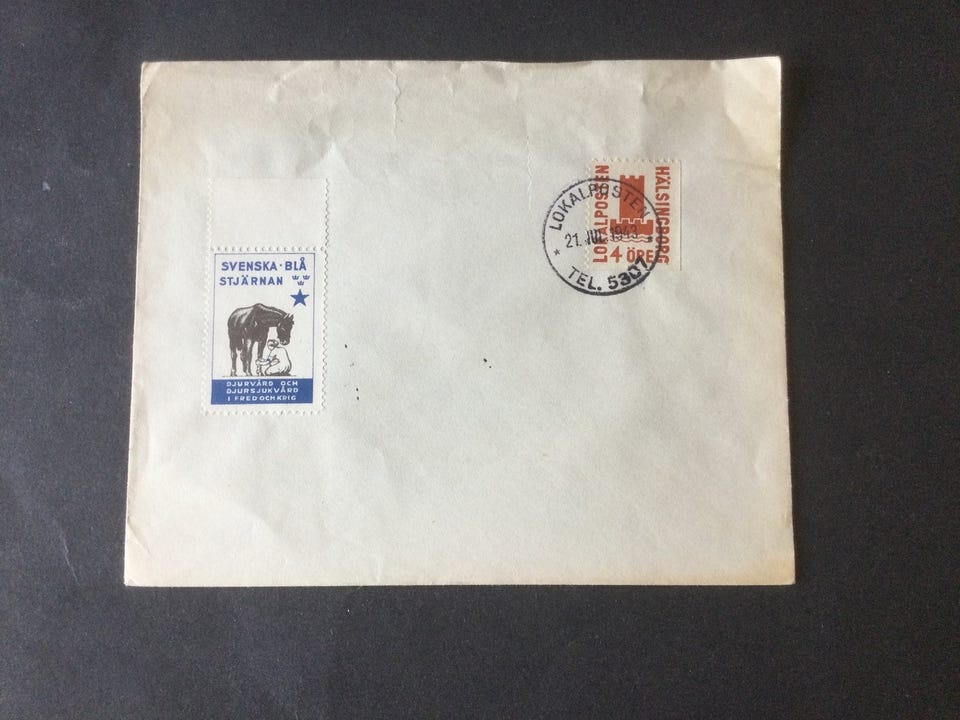 SVENSKA·BLÅ
STJÄRNAN
DJURVÅRD OCH
DJURSJUKVÅRD
I FRED OCH KRIG
LOKALPOSTEN
HÄLSINGBORG
4 ÖRE
LOKALPOSTEN
21. JUL. 1943
TEL. 5307